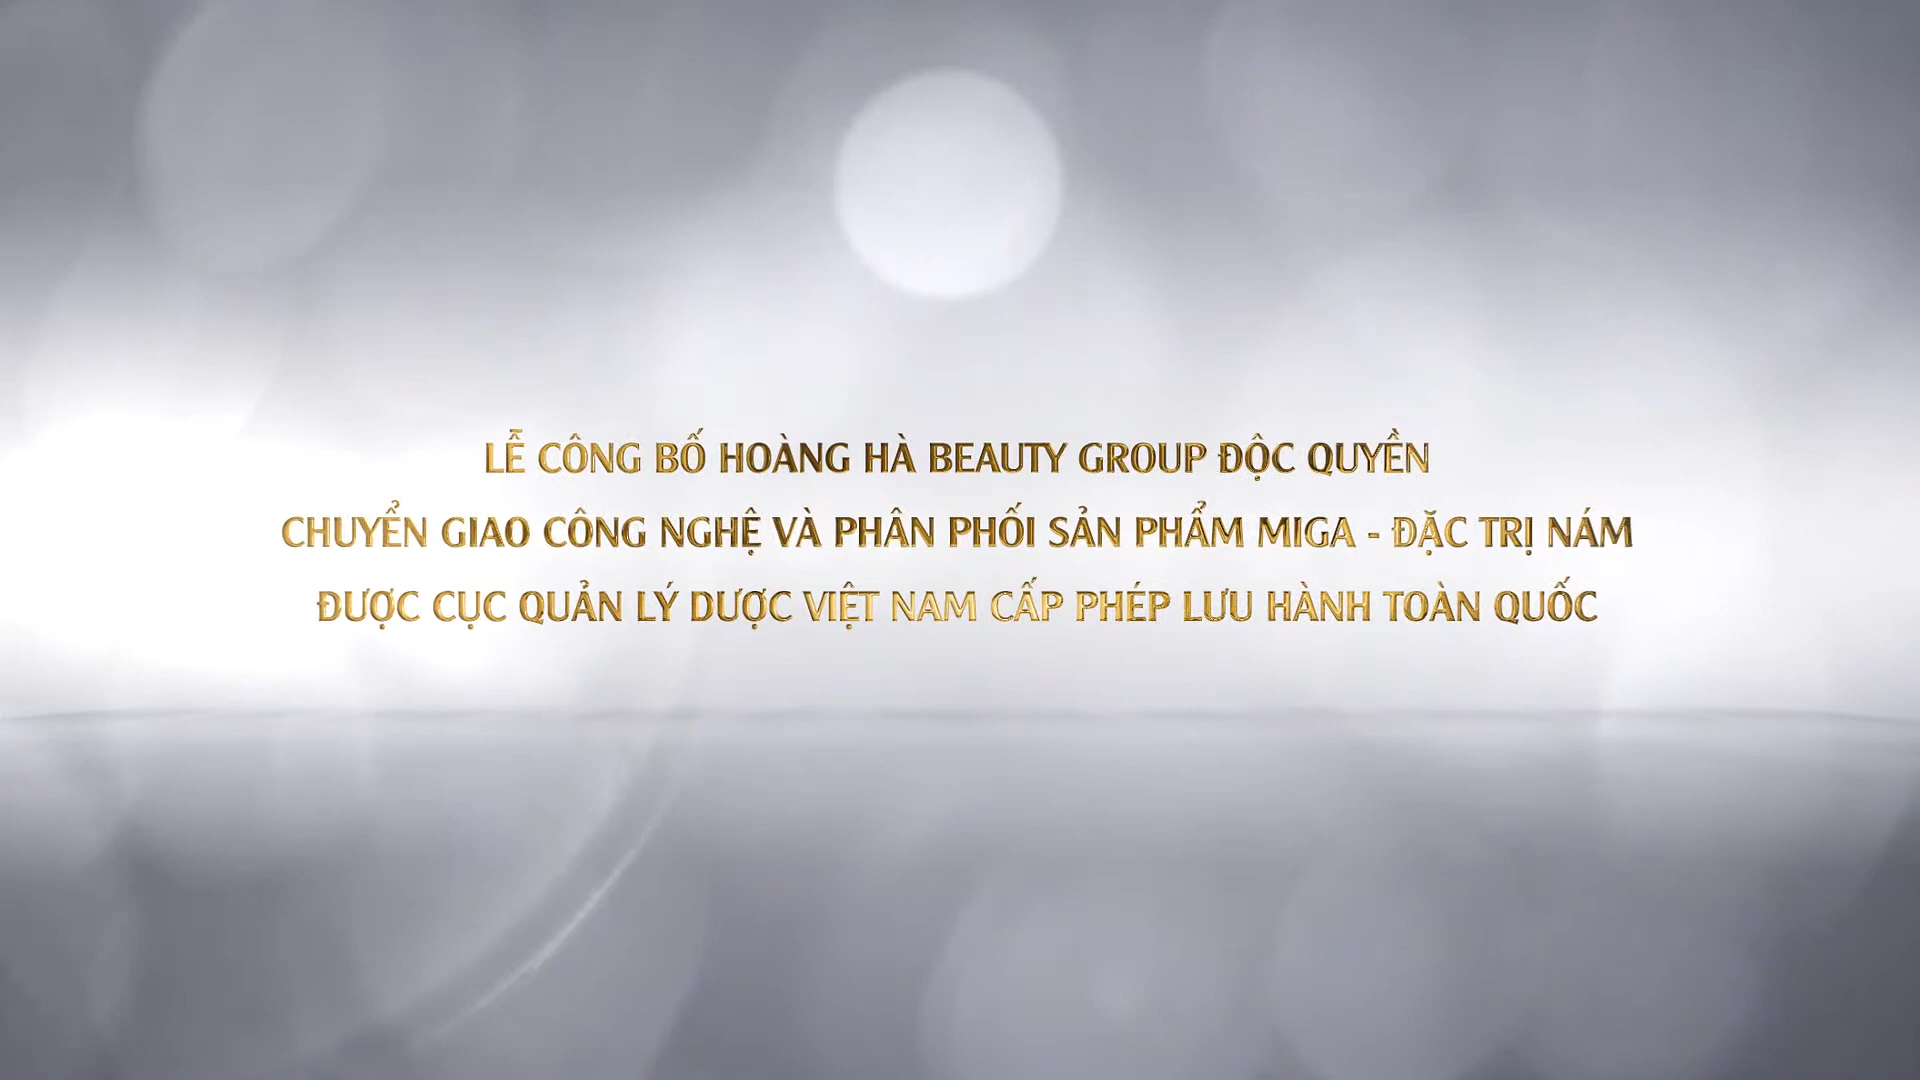 LỄ CÔNG BỐ HOÀNG HÀ BEAUTY GROUP ĐỘC QUYỀN
CHUYỂN GIAO CÔNG NGHỆ VÀ PHÂN PHỐI SẢN PHẨM MIGA - ĐẶC TRỊ NÁM
ĐƯỢC CỤC QUẢN LÝ DƯỢC VIỆT NAM CẤP PHÉP LƯU HÀNH TOÀN QUỐC